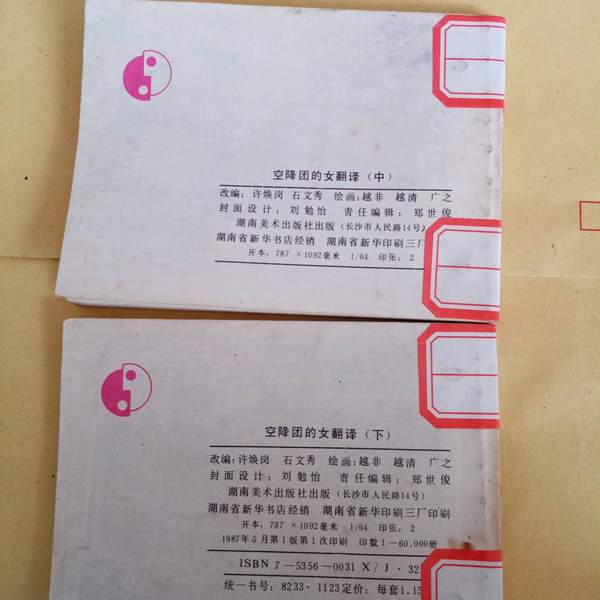 空降团的女翻译（中）
改编：许焕岗 石文秀 绘画：越非 越清 广之
封面设计：刘勉怡 责任编辑：郑世俊
湖南美术出版社出版（长沙市人民路14号）
湖南省新华书店经销 湖南省新华印刷三厂
开本：787×1092毫米 1/64 印张：2
空降团的女翻译（下）
改编：许焕岗 石文秀 绘画：越非 越清 广之
封面设计：刘勉怡 责任编辑：郑世俊
湖南美术出版社出版（长沙市人民路14号）
湖南省新华书店经销 湖南省新华印刷三厂印刷
开本：787×1092毫米 1/64 印张：2
1987年5月第1版第1次印刷 印数1—60,000册
ISBN 7—5356—0031 X/J·32
统一书号：8233·1123定价：每套1.15